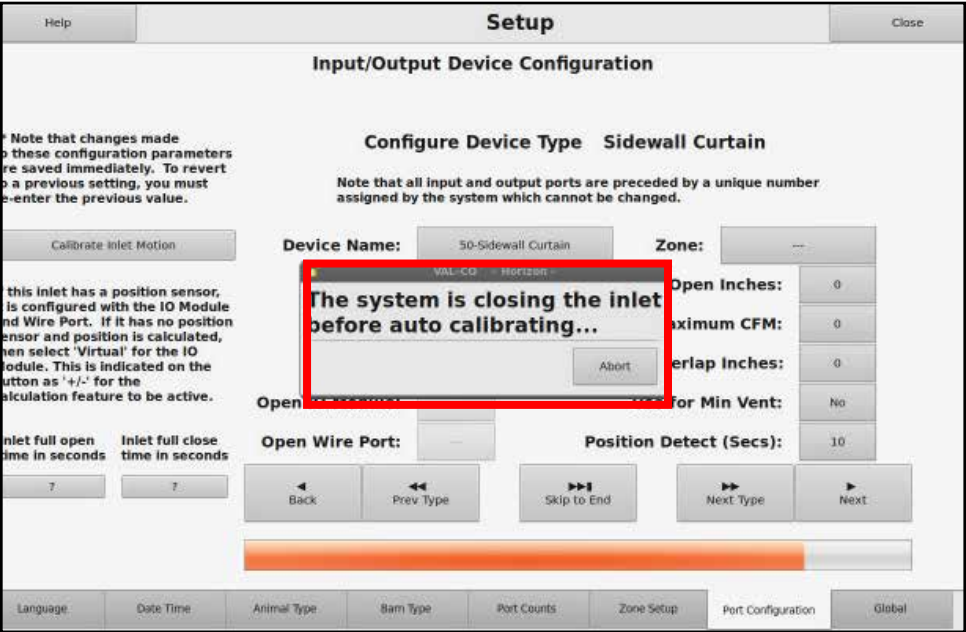 Help
Setup
Close
Input/Output Device Configuration
* Note that changes made
o these configuration parameters
re saved immediately. To revert
o a previous setting, you must
e-enter the previous value.
Configure Device Type Sidewall Curtain
Note that all input and output ports are preceded by a unique number
assigned by the system which cannot be changed.
Calibrate Inlet Motion
Device Name: 50-Sidewall Curtain Zone: ---
f this inlet has a position sensor,
t is configured with the IO Module
nd Wire Port. If it has no position
ensor and position is calculated,
hen select 'Virtual' for the IO
Module. This is indicated on the
utton as '+/-' for the
alculation feature to be active.
VAL-CO - Horizon -
The system is closing the inlet
before auto calibrating...
Abort
Open Inches: 0
aximum CFM: 0
erlap Inches: 0
for Min Vent: No
Open Wire Port: ---
Position Detect (Secs): 10
nlet full open
ime in seconds
Inlet full close
time in seconds
?
?
Back
Prev Type
Skip to End
Next Type
Next
Language
Date Time
Animal Type
Barn Type
Port Counts
Zone Setup
Port Configuration
Global